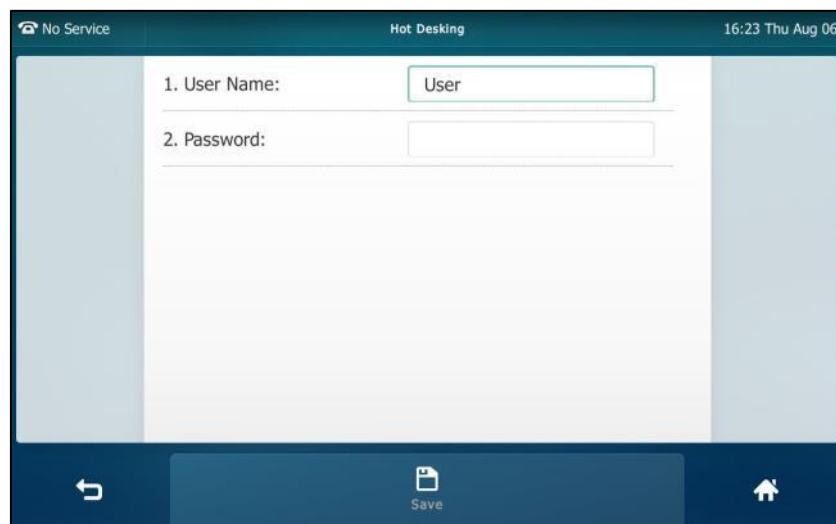 No Service Hot Desking 16:23 Thu Aug 06
1. User Name: User
2. Password:
Save